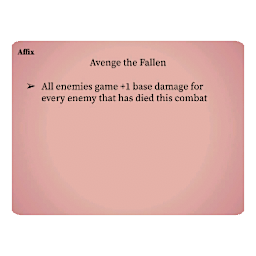 Affix
Avenge the Fallen
➢ All enemies game +1 base damage for
every enemy that has died this combat